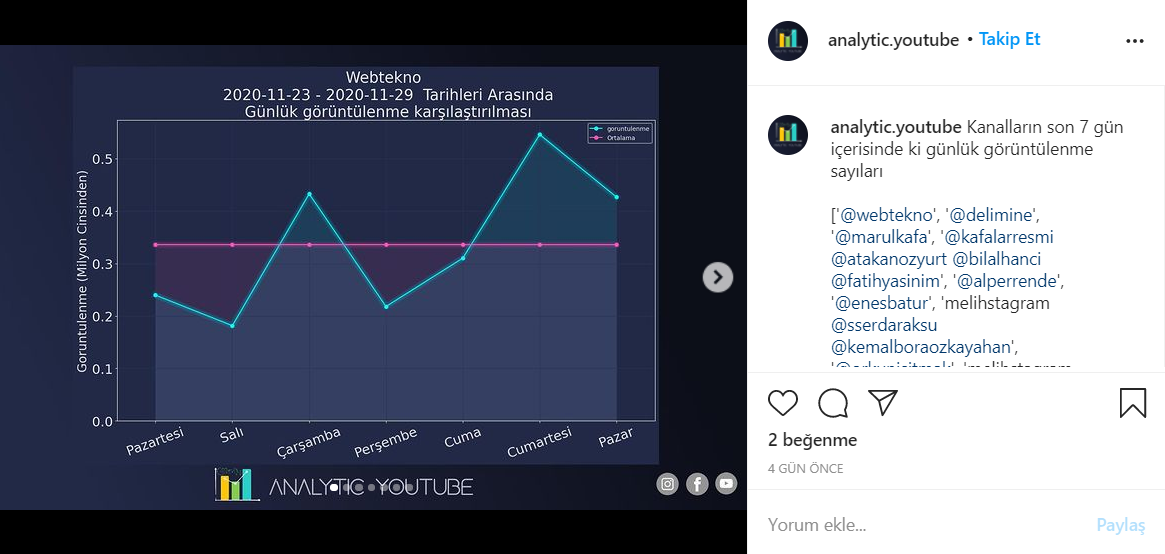 Webtekno
2020-11-23 - 2020-11-29 Tarihleri Arasında
Günlük görüntülenme karşılaştırılması
goruntulenme
Ortalama
Goruntulenme (Milyon Cinsinden)
0.5
0.4
0.3
0.2
0.1
0.0
Pazartesi
Salı
Çarşamba
Perşembe
Cuma
Cumartesi
Pazar
ANALYTIC YOUTUBE
analytic.youtube • Takip Et
analytic.youtube Kanalların son 7 gün
içerisinde ki günlük görüntülenme
sayıları
['@webtekno', '@delimine',
'@marulkafa', '@kafalarresmi
@atakanozyurt @bilalhanci
@fatihyasinim', '@alperrende',
'@enesbatur', 'melihstagram
@sserdaraksu
@kemalboraozkayahan',
2 beğenme
4 GÜN ÖNCE
Yorum ekle...
Paylaş